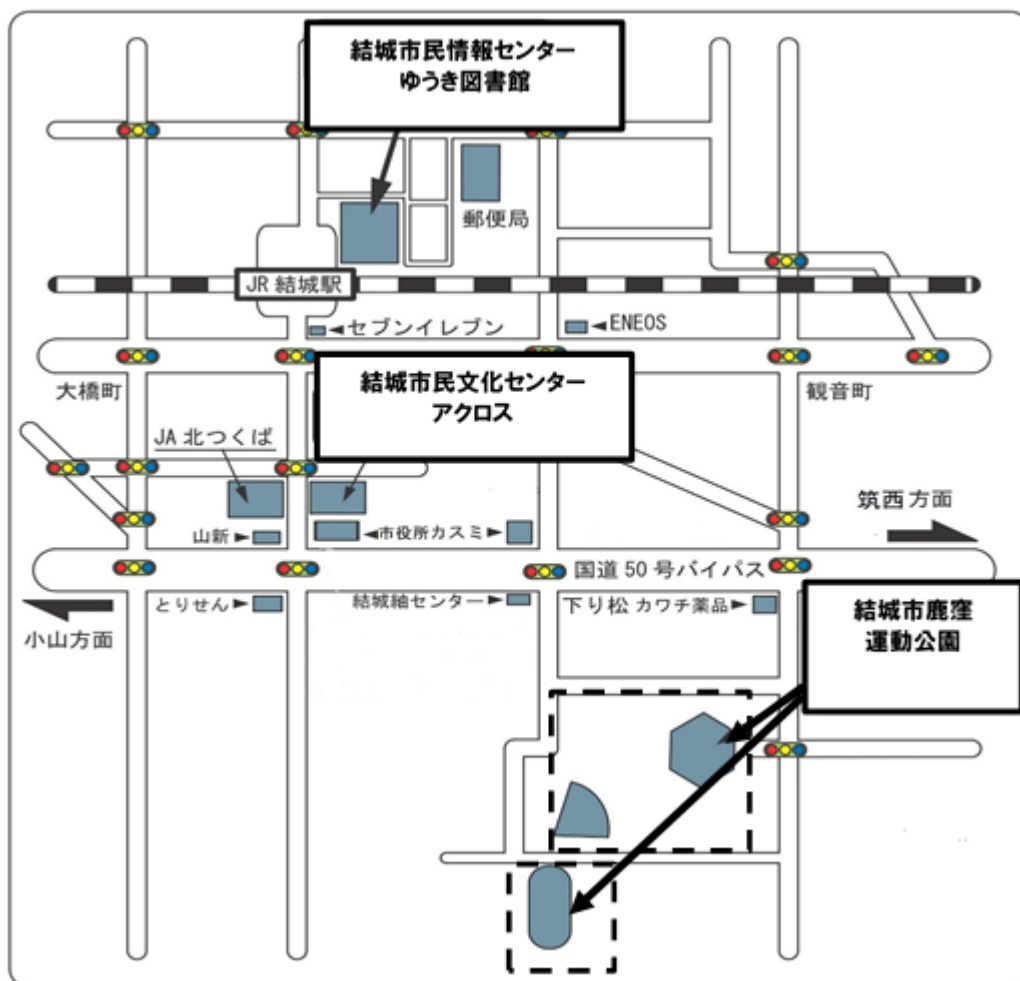 結城市民情報センター
ゆうき図書館
郵便局
JR 結城駅
セブンイレブン
ENEOS
大橋町
結城市民文化センター
アクロス
観音町
JA 北つくば
筑西方面
山新
市役所カスミ
国道 50 号バイパス
とりせん
結城紬センター
下り松 カワチ薬品
小山方面
結城市鹿窪
運動公園